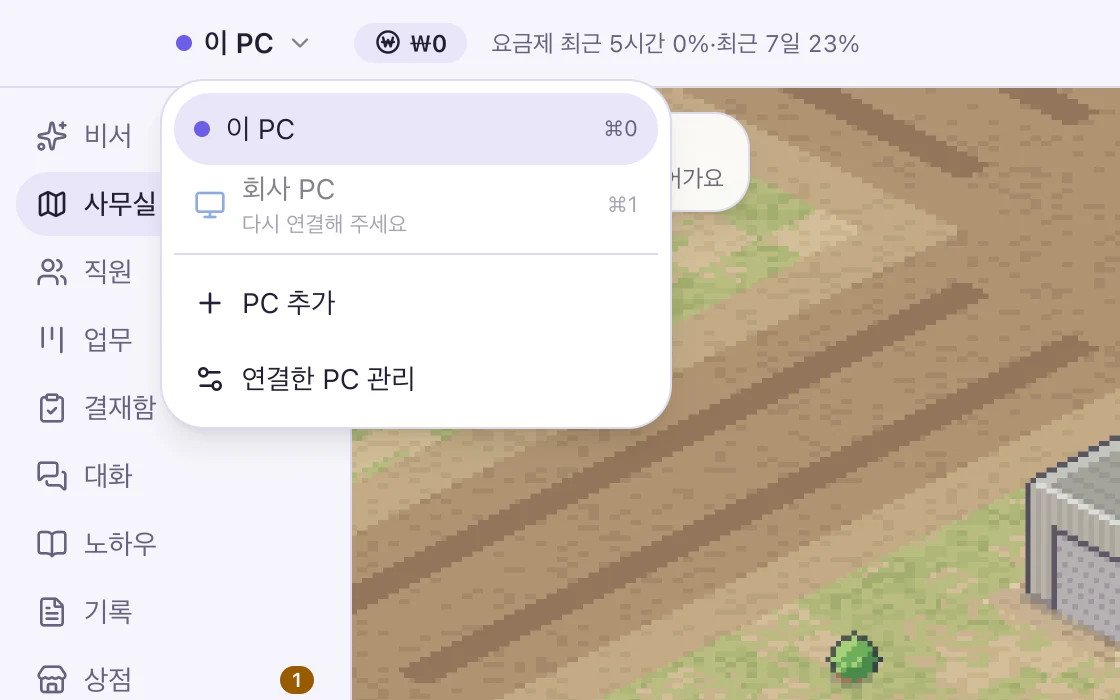 이 PC
₩0
요금제 최근 5시간 0%·최근 7일 23%
이 PC ⌘0
회사 PC ⌘1
다시 연결해 주세요
PC 추가
연결한 PC 관리
비서
사무실
직원
업무
결재함
대화
노하우
기록
상점 1